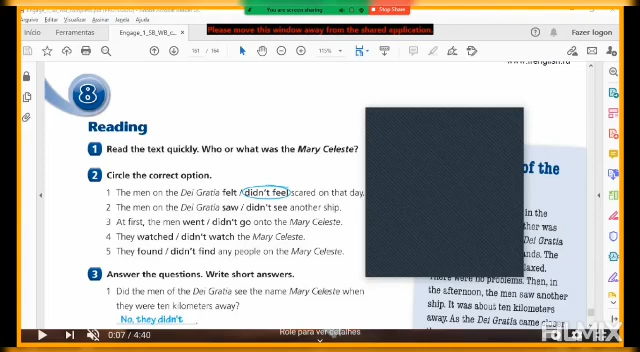 You are screen sharing
Stop Share
Please move this window away from the shared application.
Arquivo Editar Visualizar Assinar Janela Ajuda
Início
Ferramentas
Engage_1_SB_WB_c...
Fazer logon
161 / 164
115%
8
Reading
1 Read the text quickly. Who or what was the Mary Celeste?
2 Circle the correct option.
1 The men on the Dei Gratia felt / didn't feel scared on that day.
2 The men on the Dei Gratia saw / didn't see another ship.
3 At first, the men went / didn't go onto the Mary Celeste.
4 They watched / didn't watch the Mary Celeste.
5 They found / didn't find any people on the Mary Celeste.
3 Answer the questions. Write short answers.
1 Did the men of the Dei Gratia see the name Mary Celeste when
they were ten kilometers away?
No, they didn't
of the
in the
ther was
Dei Gratia
ands. The
laxed.
There were no problems. Then, in
the afternoon, the men saw another
ship. It was about ten kilometers
away. As the Dei Gratia came closer
0:07 / 4:40
Role para ver detalhes
FILMIX